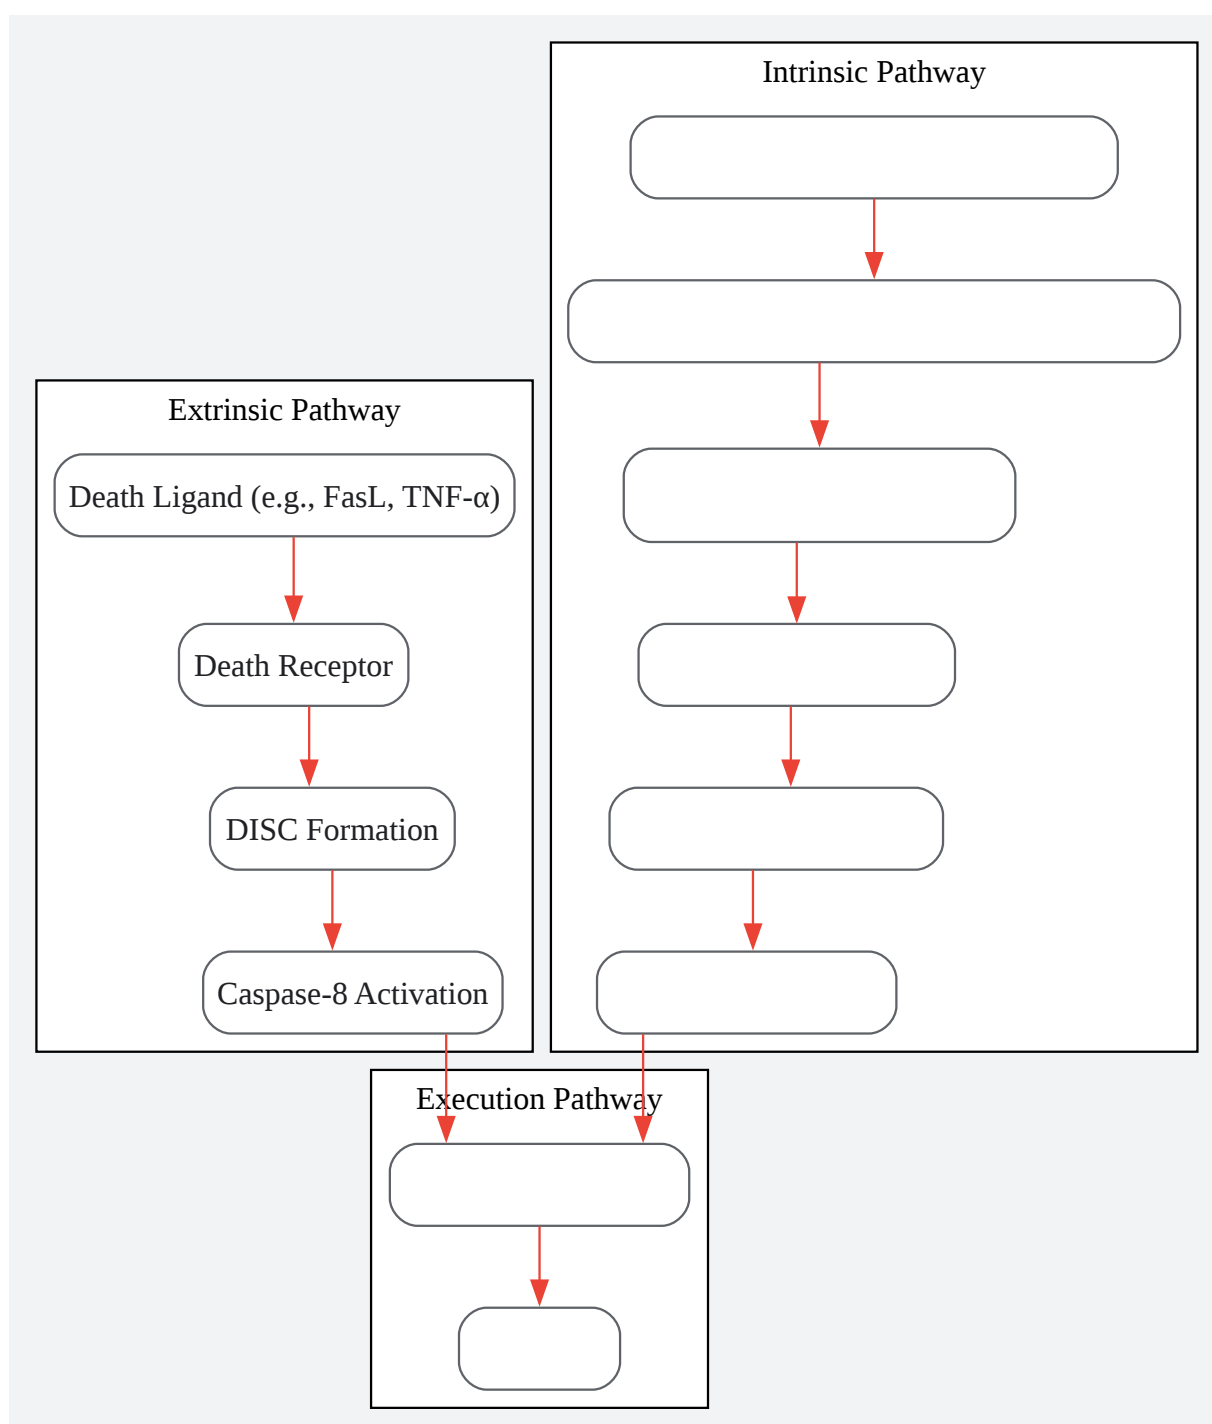 Intrinsic Pathway
Extrinsic Pathway
Death Ligand (e.g., FasL, TNF-α)
Death Receptor
DISC Formation
Caspase-8 Activation
Execution Pathway